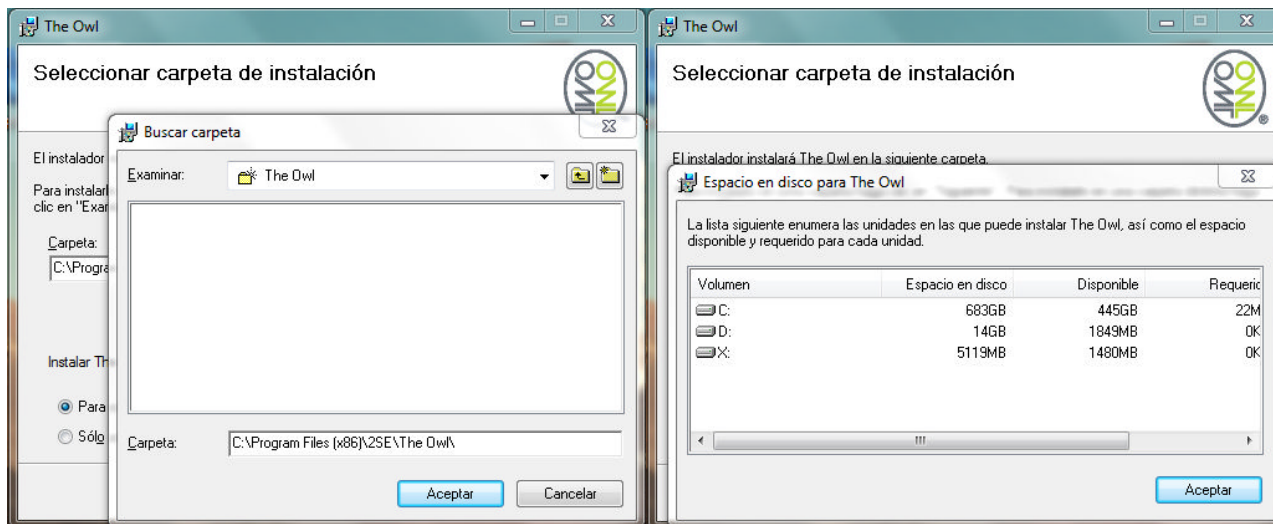 The Owl
Seleccionar carpeta de instalación
OWL
Buscar carpeta
El instalador
Examinar:
The Owl
Para instalarl
clic en "Exar
Carpeta:
C:\Progra
Instalar Th
Para
Sólo
Carpeta:
C:\Program Files (x86)\2SE\The Owl\
Aceptar
Cancelar
The Owl
Seleccionar carpeta de instalación
OWL
®
El instalador instalará The Owl en la siguiente carpeta.
Espacio en disco para The Owl
La lista siguiente enumera las unidades en las que puede instalar The Owl, así como el espacio
disponible y requerido para cada unidad.
Volumen Espacio en disco Disponible Requerid
C: 683GB 445GB 22M
D: 14GB 1849MB 0K
X: 5119MB 1480MB 0K
Aceptar